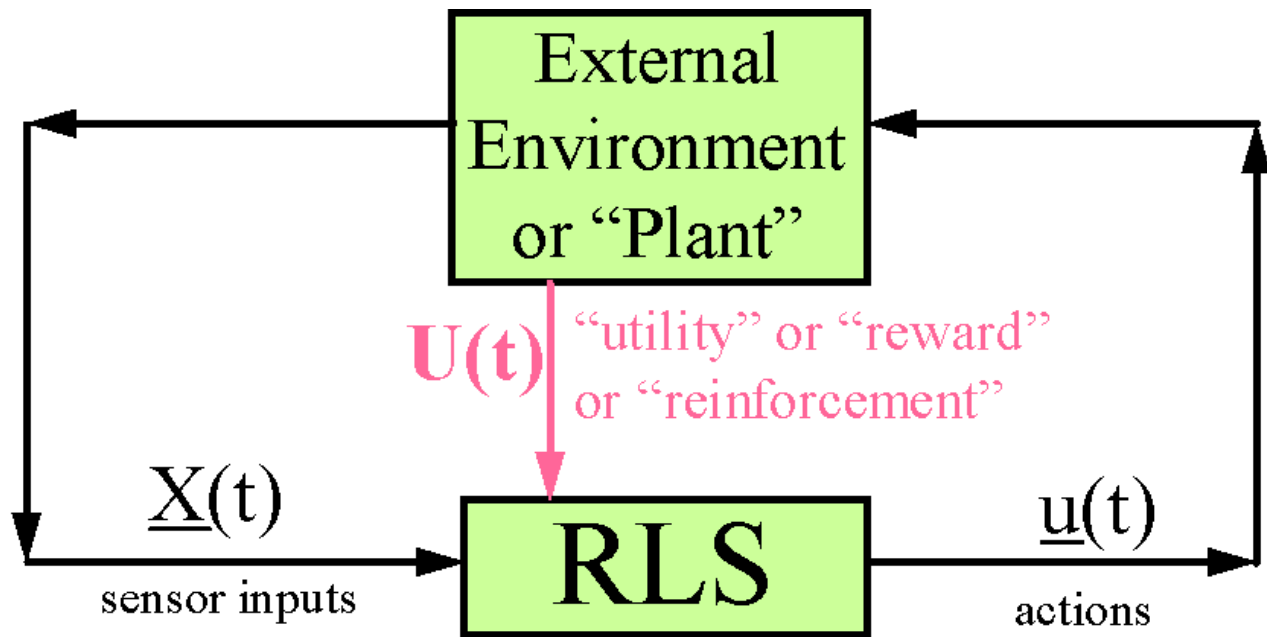 External
Environment
or “Plant”
U(t)
“utility” or “reward”
or “reinforcement”
X(t)
sensor inputs
RLS
u(t)
actions